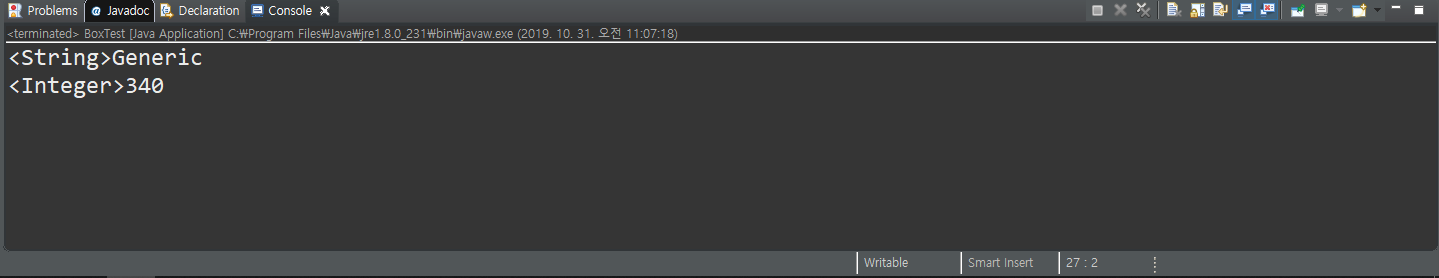 Problems Javadoc Declaration Console
<terminated> BoxTest [Java Application] C:₩Program Files₩Java₩jre1.8.0_231₩bin₩javaw.exe (2019. 10. 31. 오전 11:07:18)
<String>Generic
<Integer>340
Writable Smart Insert 27 : 2